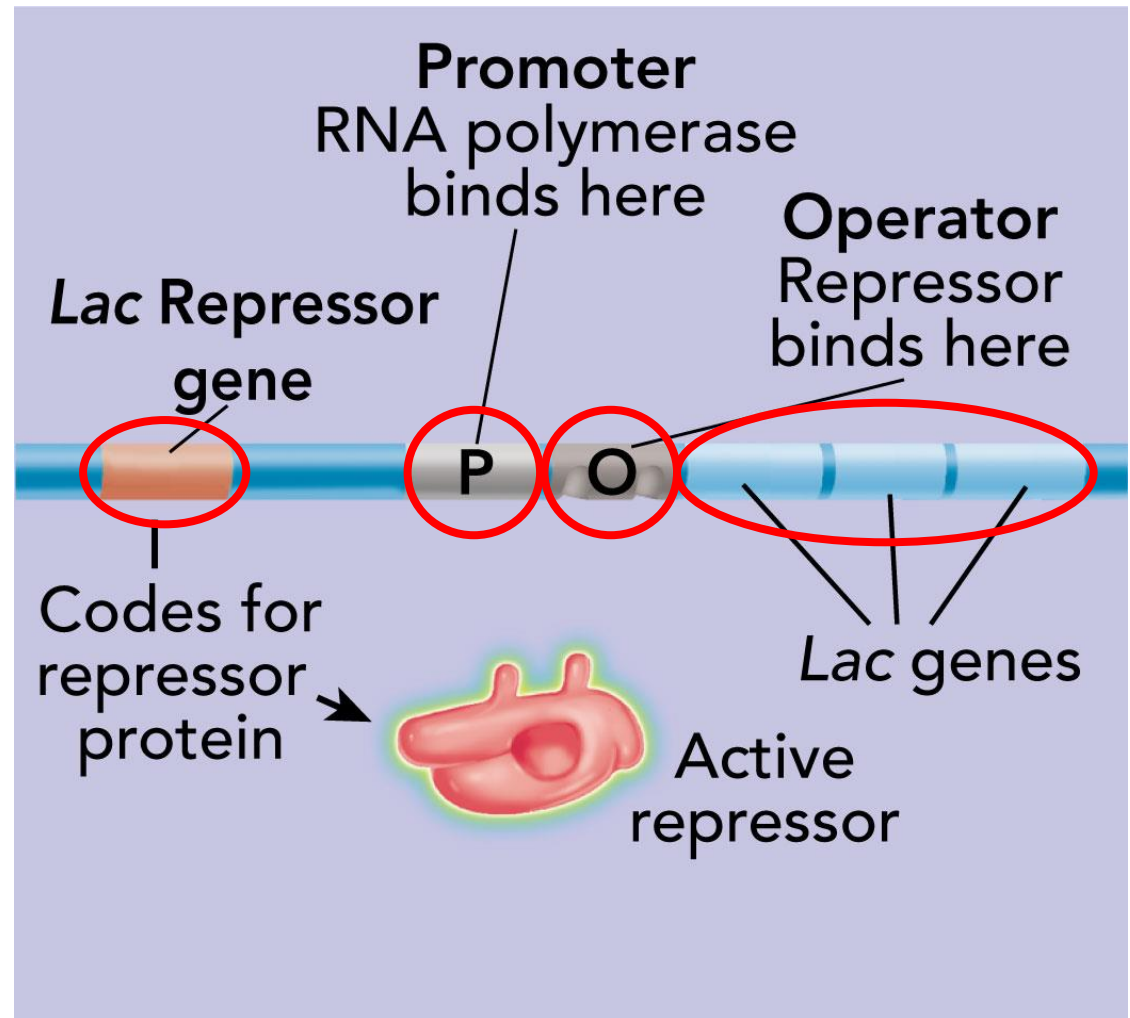 Promoter
RNA polymerase
binds here
Operator
Repressor
binds here
Lac Repressor
gene
P
O
Codes for
repressor
protein
Lac genes
Active
repressor